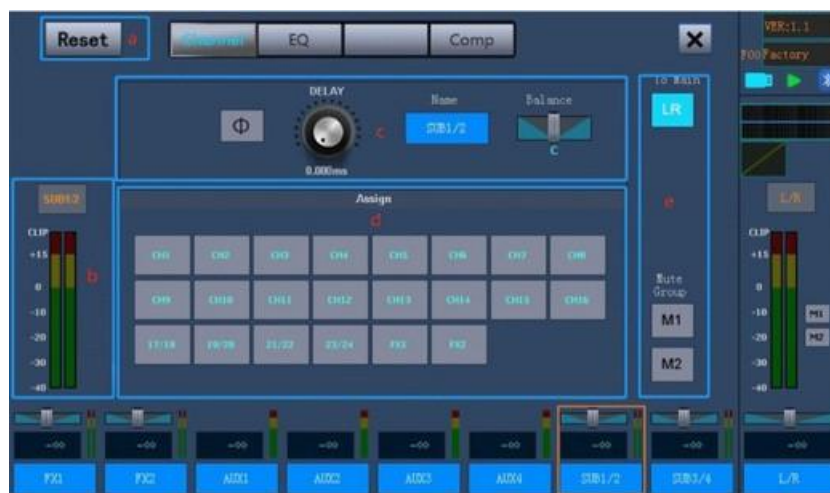 Reset a Channel EQ Comp
VER:1.1
F00Factory
DELAY
Φ
0.000ms
c
Name
SUB1/2
Balance
C
To Main
LR
e
Mute
Group
M1
M2
b
CLIP
+15
0
-10
-20
-30
-40
Assign
d
CH1 CH2 CH3 CH4 CH5 CH6 CH7 CH8
CH9 CH10 CH11 CH12 CH13 CH14 CH15 CH16
17/18 19/20 21/22 23/24 FX1 FX2
L/R
CLIP
+15
0
-10
-20
-30
-40
M1
M2
-∞ -∞ -∞ -∞ -∞ -∞ -∞ -∞ -∞
FX1 FX2 AUX1 AUX2 AUX3 AUX4 SUB1/2 SUB3/4 L/R